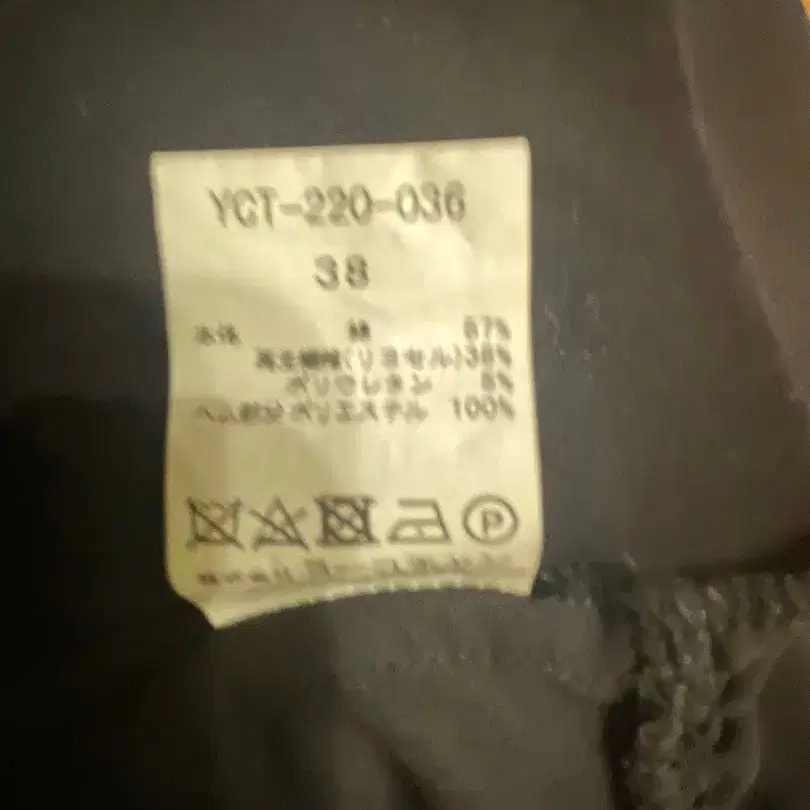 YCT-220-036
38
本体 綿 57%
再生繊維(リヨセル)38%
ポリウレタン 5%
ヘム部分 ポリエステル 100%
P